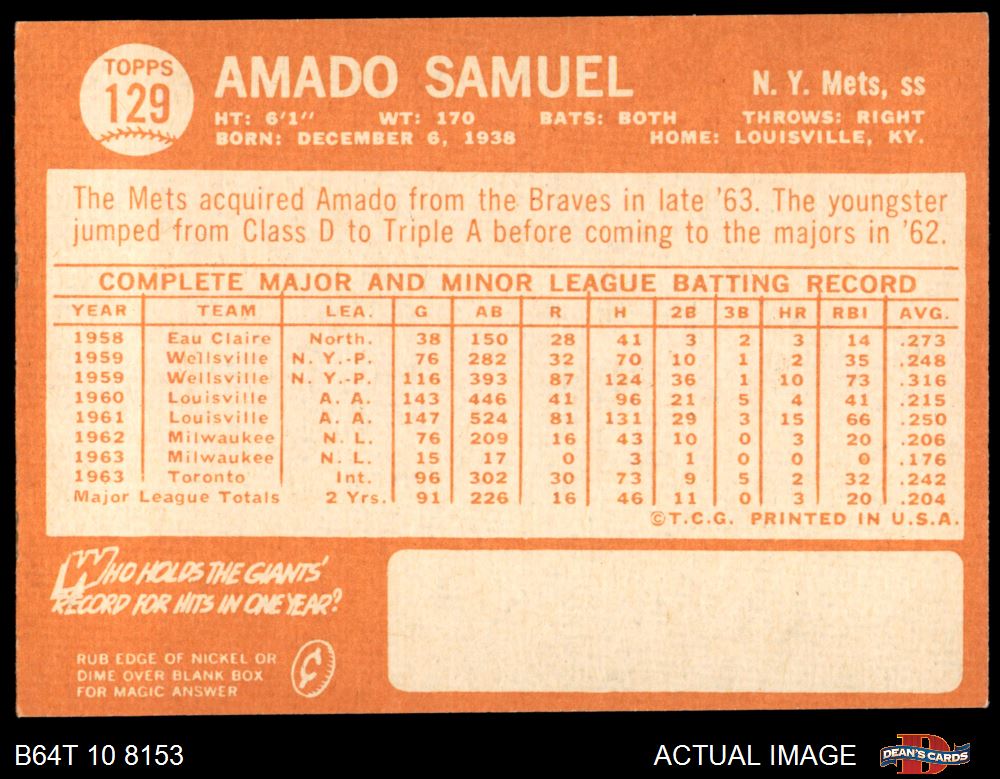 TOPPS
129
AMADO SAMUEL
N. Y. Mets, ss
HT: 6'1" WT: 170 BATS: BOTH THROWS: RIGHT
BORN: DECEMBER 6, 1938 HOME: LOUISVILLE, KY.
The Mets acquired Amado from the Braves in late '63. The youngster
jumped from Class D to Triple A before coming to the majors in '62.
COMPLETE MAJOR AND MINOR LEAGUE BATTING RECORD
YEAR TEAM LEA. G AB R H 2B 3B HR RBI AVG.
1958 Eau Claire North. 38 150 28 41 3 2 3 14 .273
1959 Wellsville N. Y.-P. 76 282 32 70 10 1 2 35 .248
1959 Wellsville N. Y.-P. 116 393 87 124 36 1 10 73 .316
1960 Louisville A. A. 143 446 41 96 21 5 4 41 .215
1961 Louisville A. A. 147 524 81 131 29 3 15 66 .250
1962 Milwaukee N. L. 76 209 16 43 10 0 3 20 .206
1963 Milwaukee N. L. 15 17 0 3 1 0 0 0 .176
1963 Toronto Int. 96 302 30 73 9 5 2 32 .242
Major League Totals 2 Yrs. 91 226 16 46 11 0 3 20 .204
©T.C.G. PRINTED IN U.S.A.
WHO HOLDS THE GIANTS'
RECORD FOR HITS IN ONE YEAR?
RUB EDGE OF NICKEL OR
DIME OVER BLANK BOX
FOR MAGIC ANSWER
B64T 10 8153
ACTUAL IMAGE
D
DEAN'S CARDS